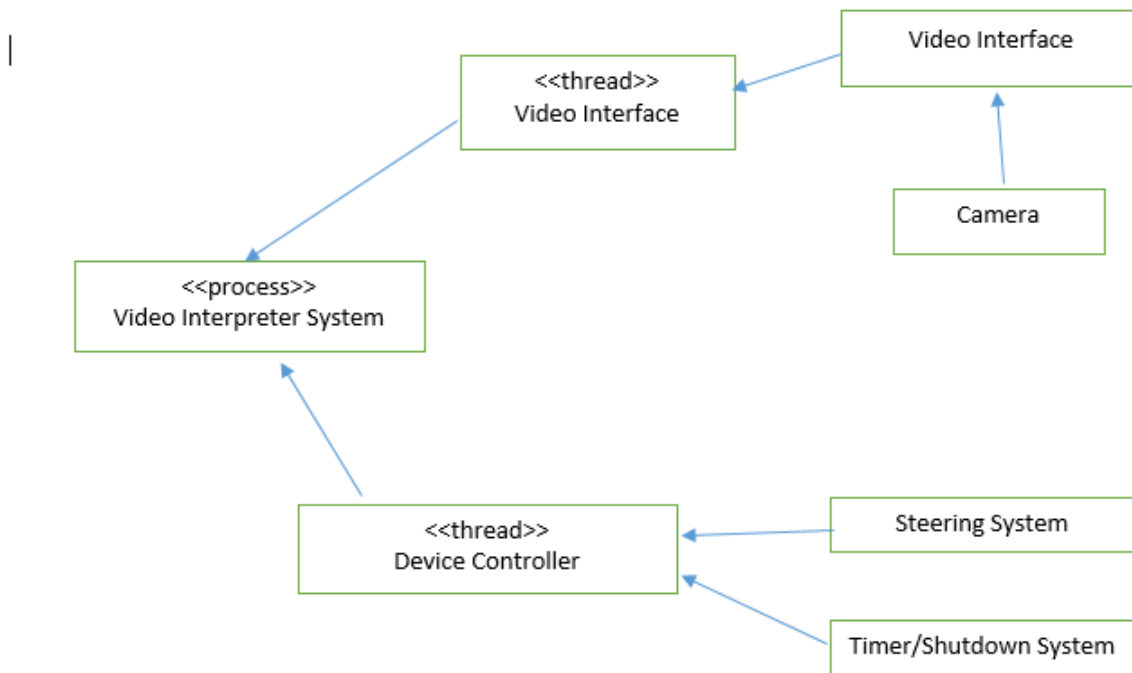 Video Interface
<<thread>>
Video Interface
Camera
<<process>>
Video Interpreter System
<<thread>>
Device Controller
Steering System
Timer/Shutdown System